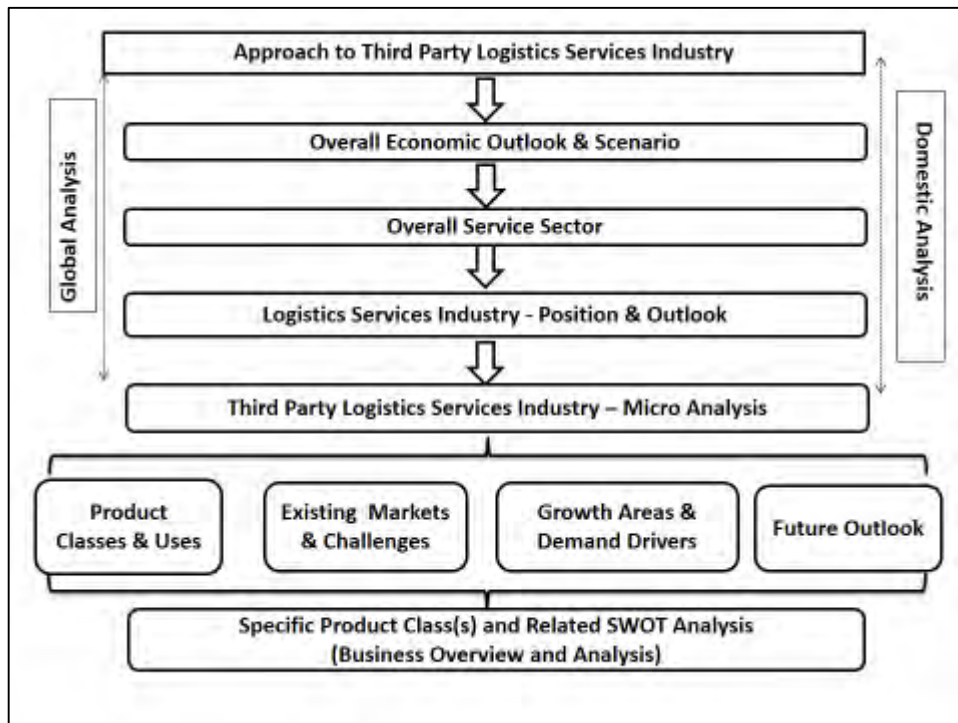 Approach to Third Party Logistics Services Industry
Global Analysis
Domestic Analysis
Overall Economic Outlook & Scenario
Overall Service Sector
Logistics Services Industry - Position & Outlook
Third Party Logistics Services Industry – Micro Analysis
Product
Classes & Uses
Existing Markets
& Challenges
Growth Areas &
Demand Drivers
Future Outlook
Specific Product Class(s) and Related SWOT Analysis
(Business Overview and Analysis)